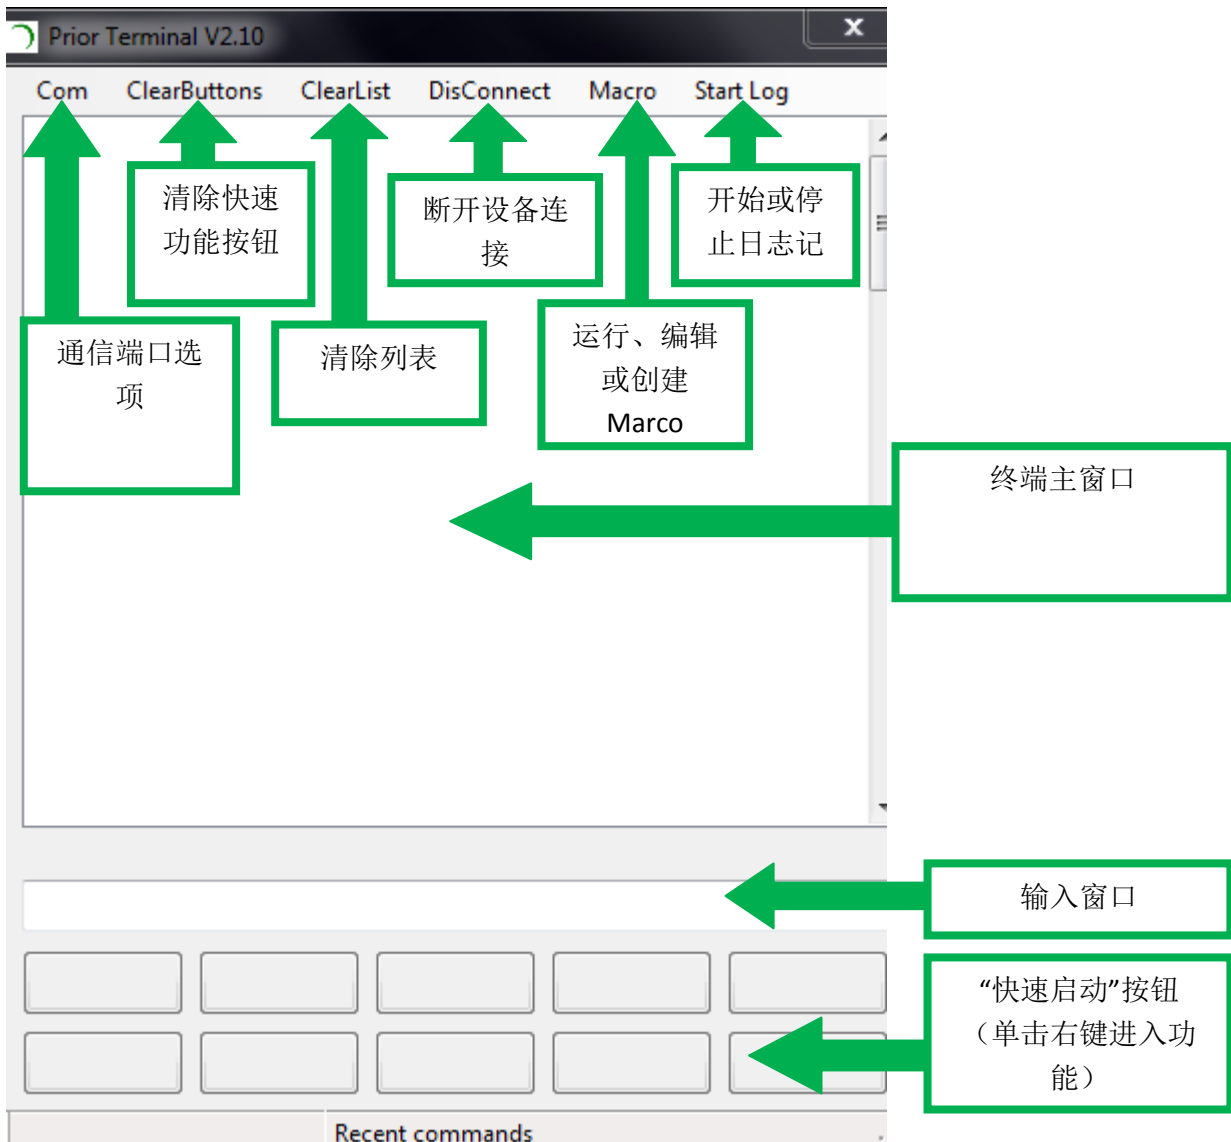 Prior Terminal V2.10
x
Com ClearButtons ClearList DisConnect Macro Start Log
清除快速
功能按钮
断开设备连
接
开始或停
止日志记
通信端口选
项
清除列表
运行、编辑
或创建
Marco
终端主窗口
输入窗口
“快速启动”按钮
（单击右键进入功
能）
Recent commands